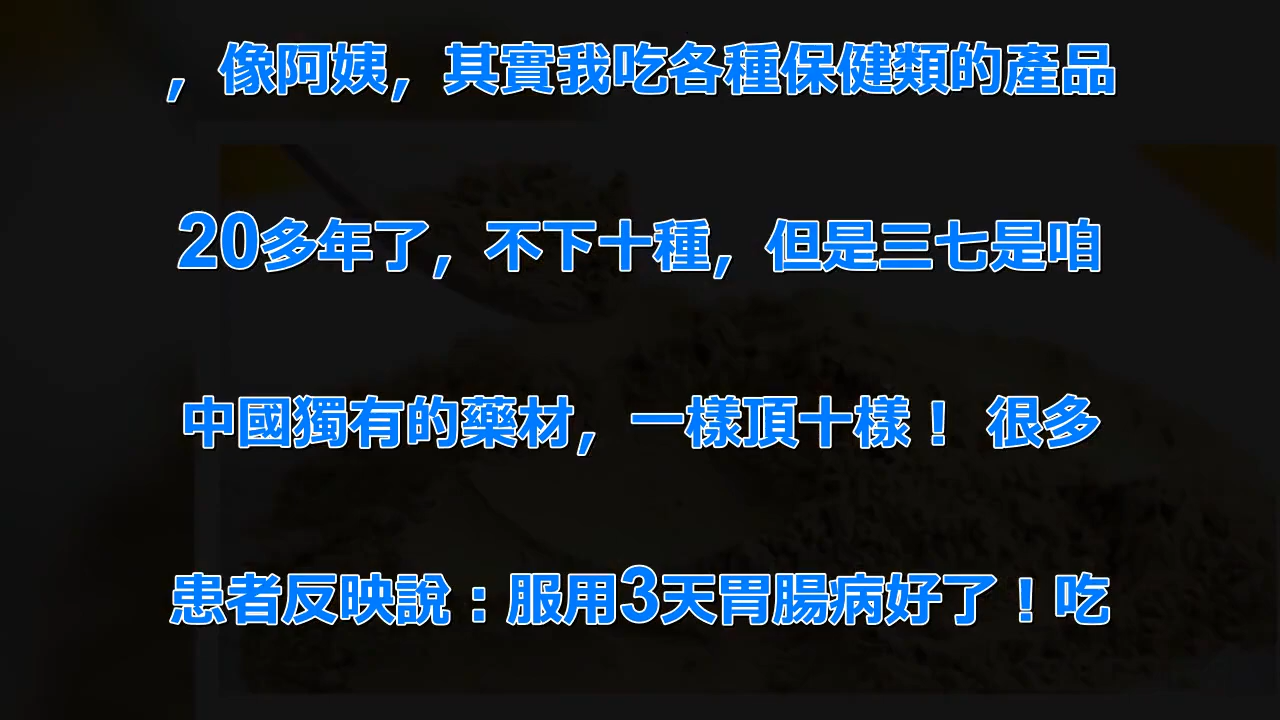 ，像阿姨，其實我吃各種保健類的產品
20多年了，不下十種，但是三七是咱
中國獨有的藥材，一樣頂十樣！ 很多
患者反映說：服用3天胃腸病好了！吃